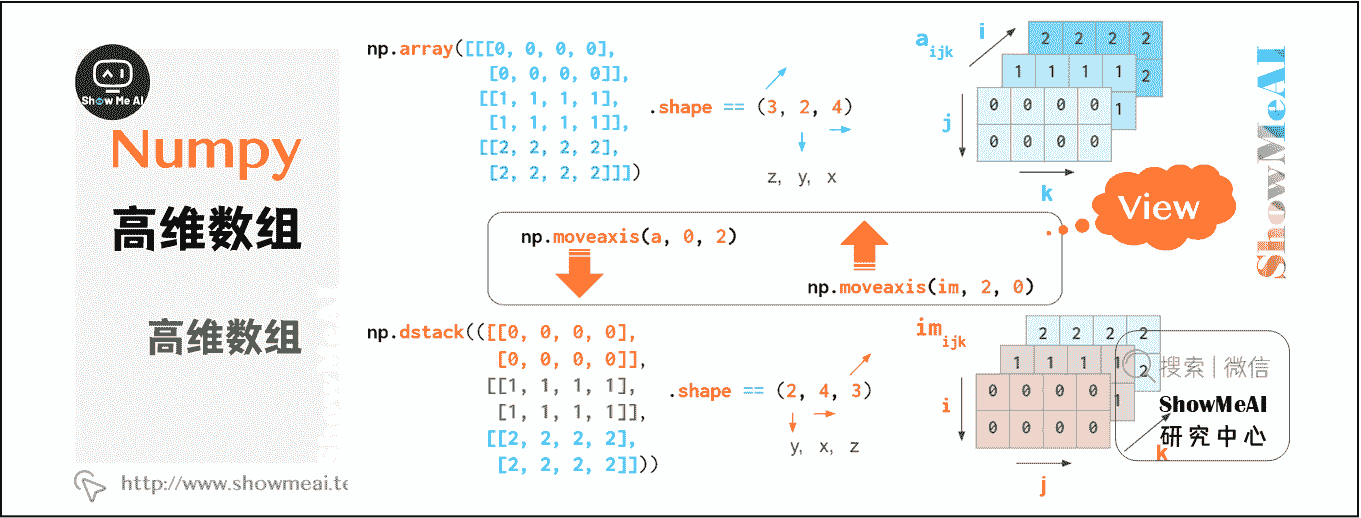 Show Me AI
Numpy
高维数组
高维数组
http://www.showmeai.te
np.array([[[0, 0, 0, 0],
[0, 0, 0, 0]],
[[1, 1, 1, 1],
[1, 1, 1, 1]],
[[2, 2, 2, 2],
[2, 2, 2, 2]]])
.shape == (3, 2, 4)
z, y, x
a ijk
i
j
k
2 2 2 2
2
1 1 1 1
1
0 0 0 0
0 0 0 0
ShowMeAI
View
np.moveaxis(a, 0, 2)
np.moveaxis(im, 2, 0)
np.dstack(([[0, 0, 0, 0],
[0, 0, 0, 0]],
[[1, 1, 1, 1],
[1, 1, 1, 1]],
[[2, 2, 2, 2],
[2, 2, 2, 2]]))
.shape == (2, 4, 3)
y, x, z
im ijk
i
j
k
2 2 2 2
2
1 1 1 1
1
0 0 0 0
0 0 0 0
搜索|微信
ShowMeAI
研究中心